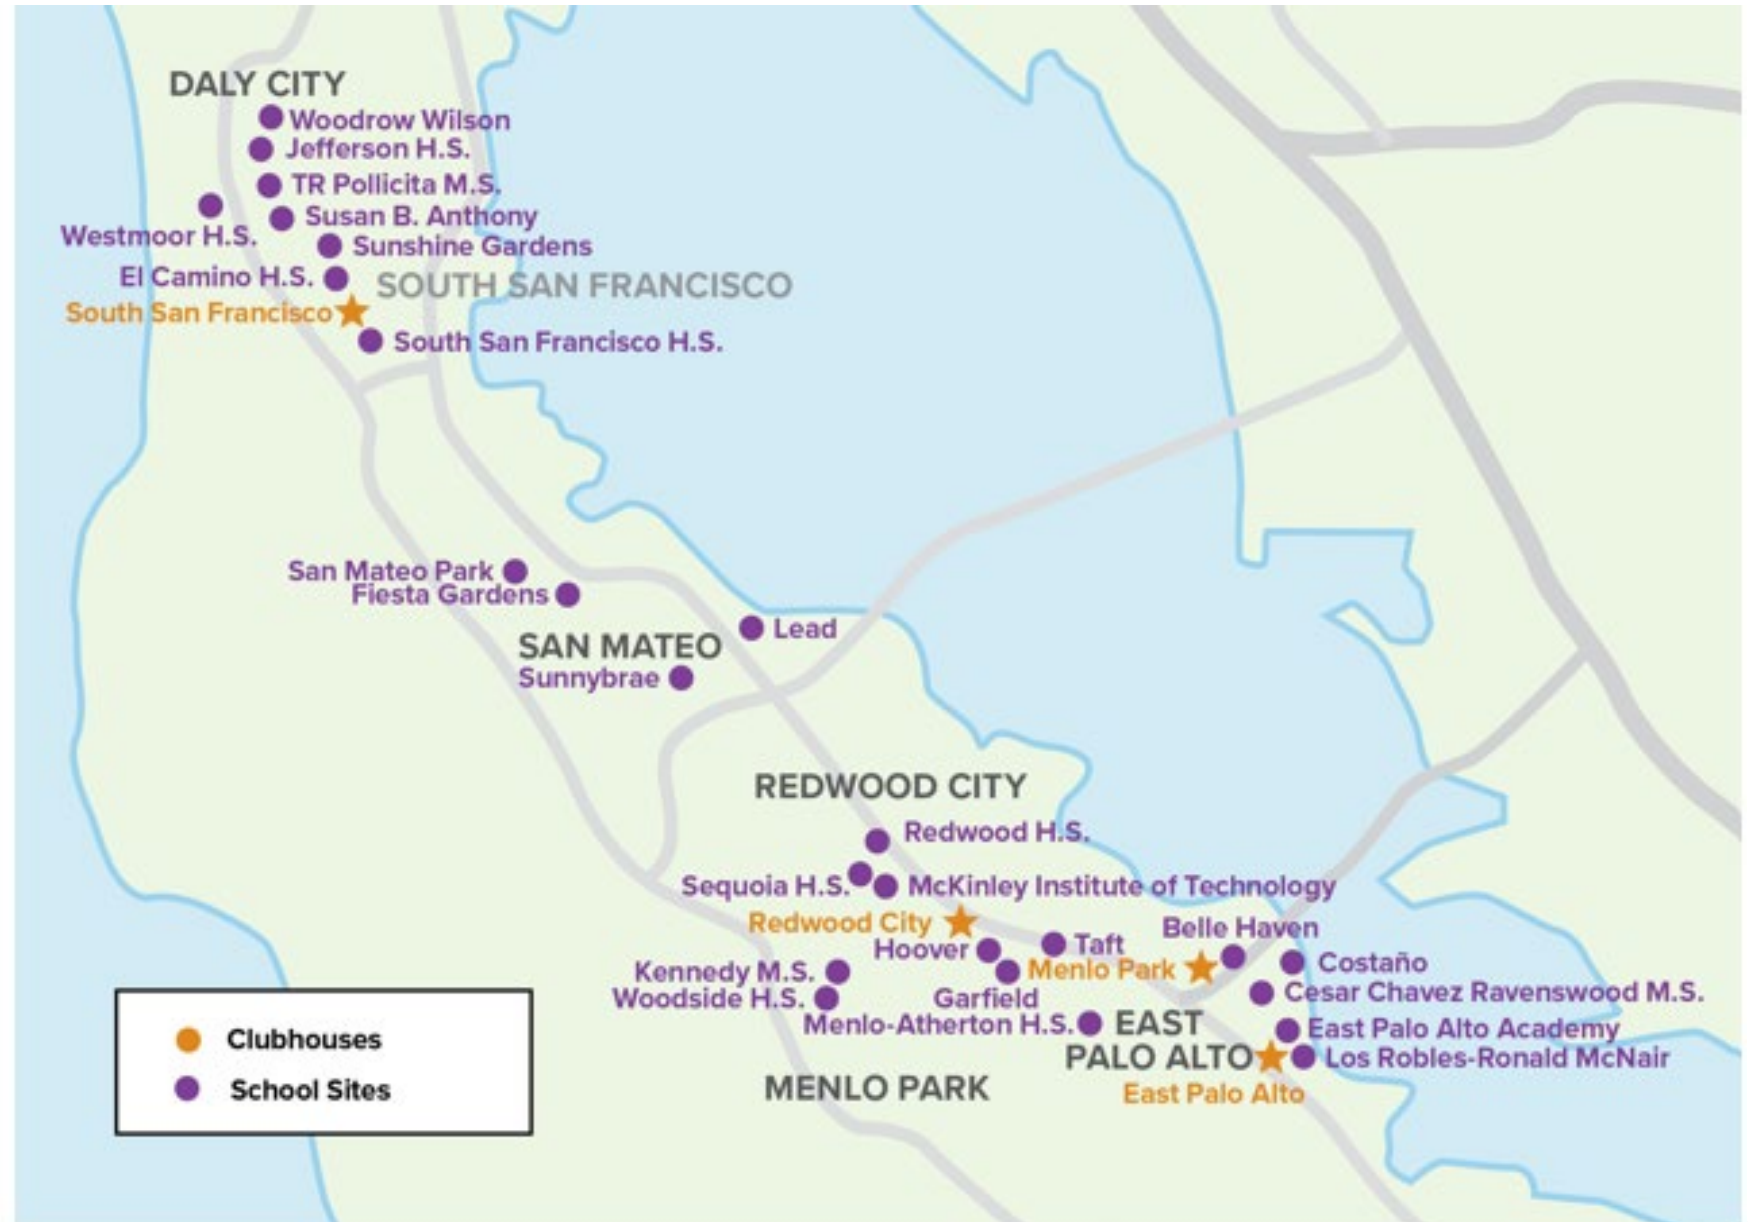 DALY CITY
Woodrow Wilson
Jefferson H.S.
TR Pollicita M.S.
Susan B. Anthony
Westmoor H.S.
Sunshine Gardens
El Camino H.S.
SOUTH SAN FRANCISCO
South San Francisco
South San Francisco H.S.
San Mateo Park
Fiesta Gardens
Lead
SAN MATEO
Sunnybrae
REDWOOD CITY
Redwood H.S.
Sequoia H.S.
McKinley Institute of Technology
Redwood City
Belle Haven
Hoover
Taft
Costaño
Kennedy M.S.
Menlo Park
Woodside H.S.
Garfield
Cesar Chavez Ravenswood M.S.
Menlo-Atherton H.S.
EAST
PALO ALTO
East Palo Alto Academy
Los Robles-Ronald McNair
MENLO PARK
East Palo Alto
Clubhouses
School Sites